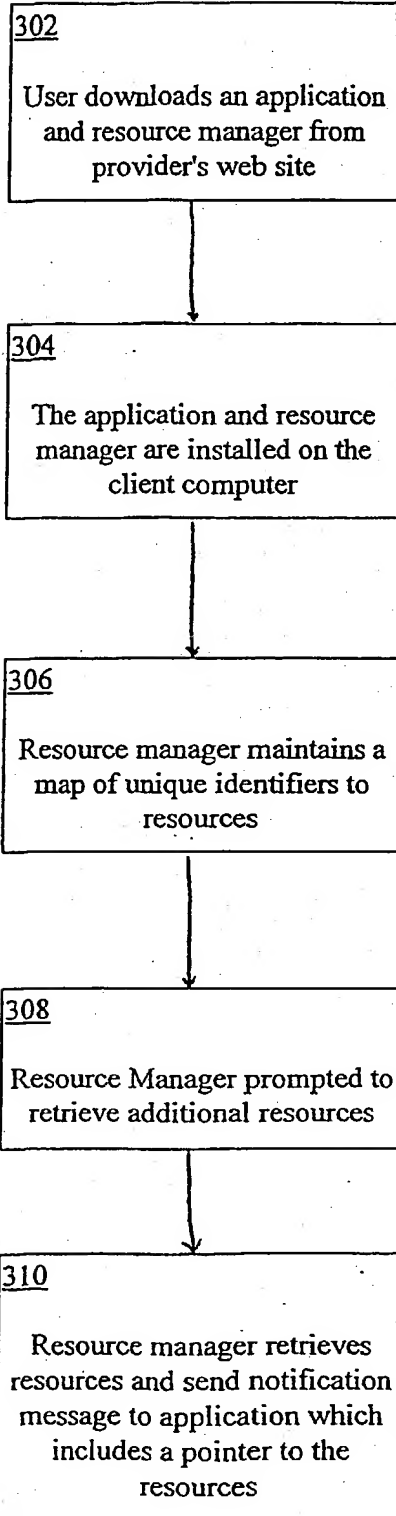 302
User downloads an application
and resource manager from
provider's web site
304
The application and resource
manager are installed on the
client computer
306
Resource manager maintains a
map of unique identifiers to
resources
308
Resource Manager prompted to
retrieve additional resources
310
Resource manager retrieves
resources and send notification
message to application which
includes a pointer to the
resources